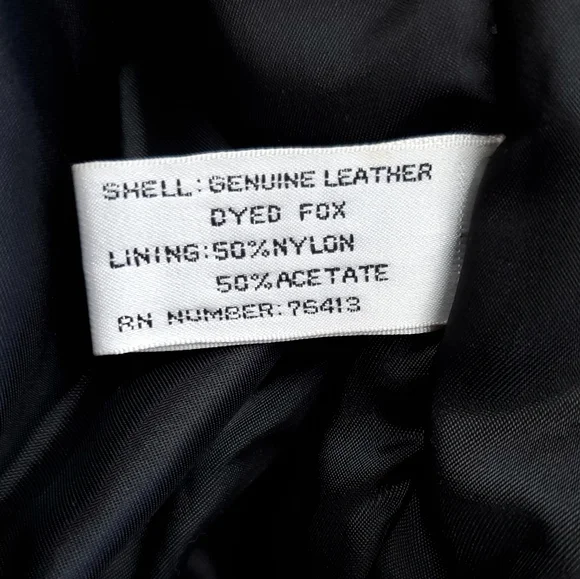 SHELL: GENUINE LEATHER
DYED FOX
LINING: 50% NYLON
50% ACETATE
RN NUMBER: 76413